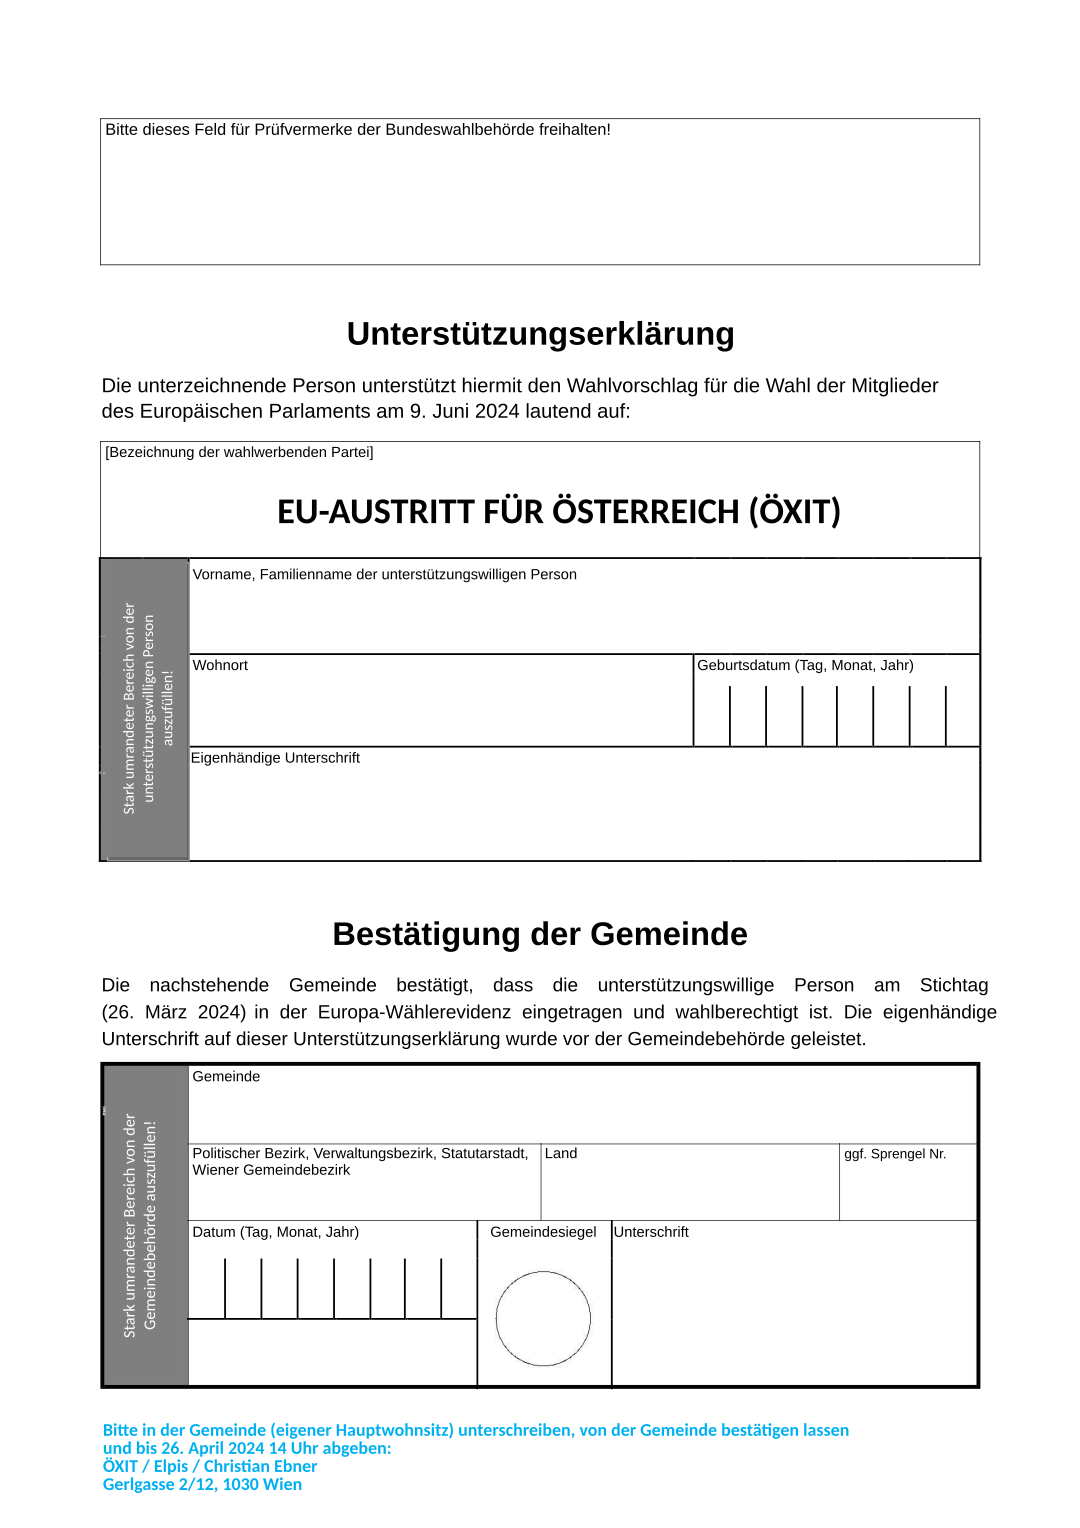 Bitte dieses Feld für Prüfvermerke der Bundeswahlbehörde freihalten!
Unterstützungserklärung
Die unterzeichnende Person unterstützt hiermit den Wahlvorschlag für die Wahl der Mitglieder
des Europäischen Parlaments am 9. Juni 2024 lautend auf:
[Bezeichnung der wahlwerbenden Partei]
EU-AUSTRITT FÜR ÖSTERREICH (ÖXIT)
Stark umrandeter Bereich von der
unterstützungswilligen Person
auszufüllen!
Vorname, Familienname der unterstützungswilligen Person
Wohnort
Geburtsdatum (Tag, Monat, Jahr)
Eigenhändige Unterschrift
Bestätigung der Gemeinde
Die nachstehende Gemeinde bestätigt, dass die unterstützungswillige Person am Stichtag
(26. März 2024) in der Europa-Wählerevidenz eingetragen und wahlberechtigt ist. Die eigenhändige
Unterschrift auf dieser Unterstützungserklärung wurde vor der Gemeindebehörde geleistet.
Stark umrandeter Bereich von der
Gemeindebehörde auszufüllen!
Gemeinde
Politischer Bezirk, Verwaltungsbezirk, Statutarstadt,
Wiener Gemeindebezirk
Land
ggf. Sprengel Nr.
Datum (Tag, Monat, Jahr)
Gemeindesiegel
Unterschrift
Bitte in der Gemeinde (eigener Hauptwohnsitz) unterschreiben, von der Gemeinde bestätigen lassen
und bis 26. April 2024 14 Uhr abgeben:
ÖXIT / Elpis / Christian Ebner
Gerlgasse 2/12, 1030 Wien